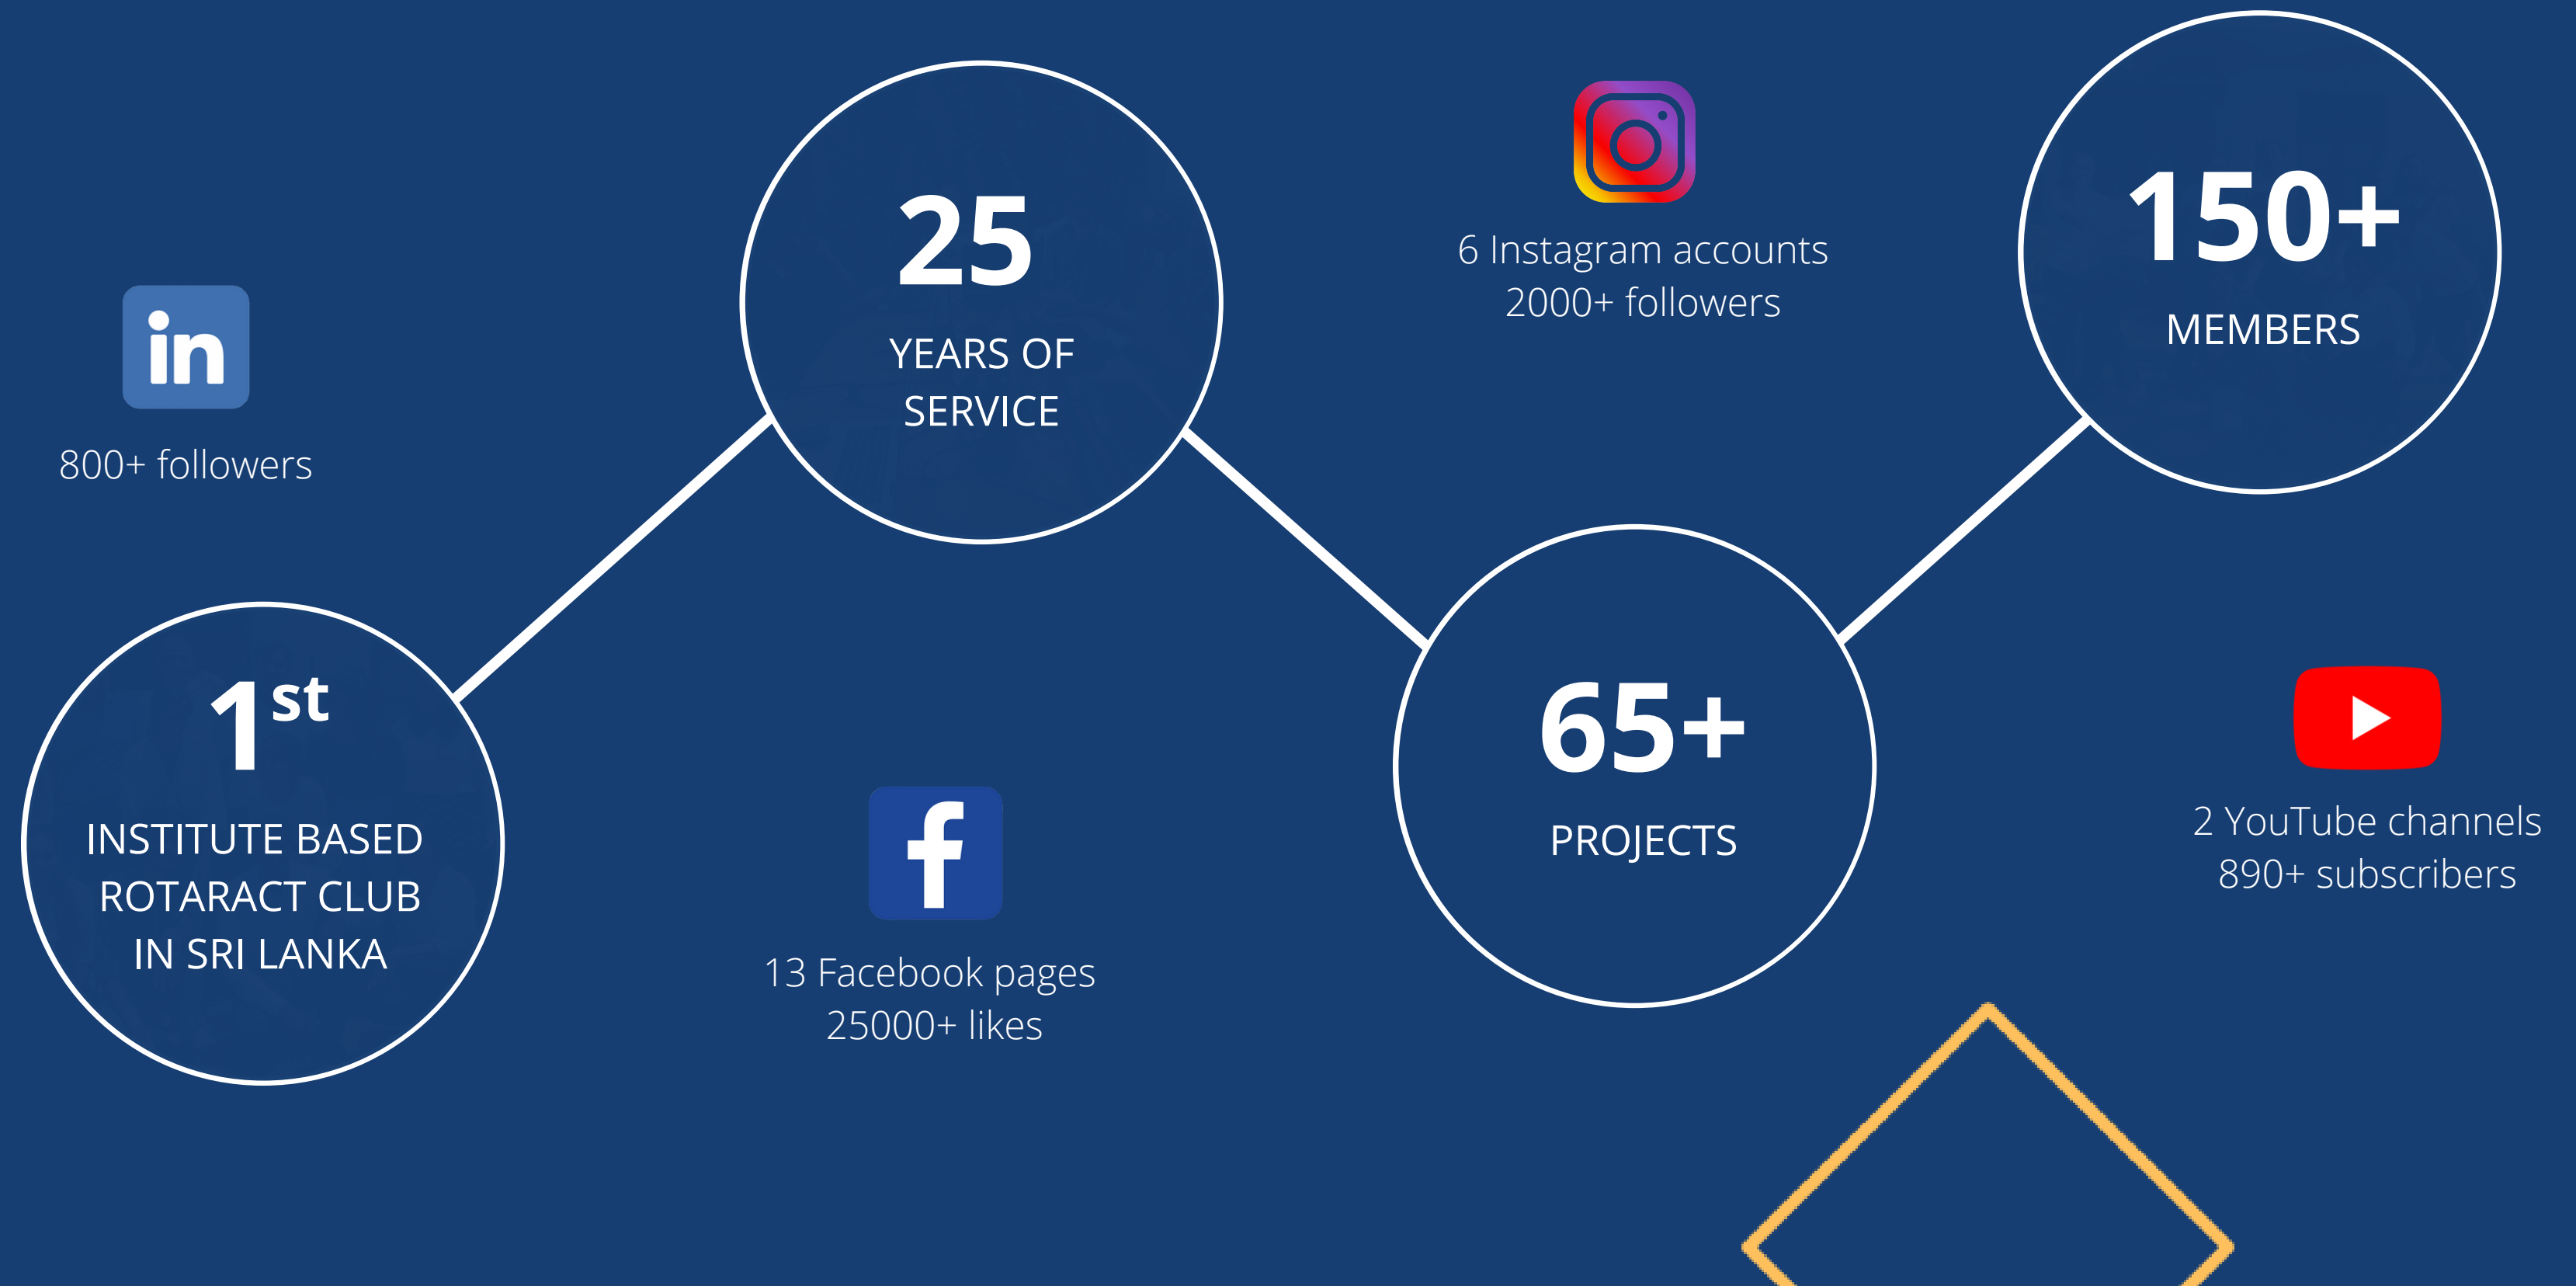 in
800+ followers
1st
INSTITUTE BASED
ROTARACT CLUB
IN SRI LANKA
25
YEARS OF
SERVICE
f
13 Facebook pages
25000+ likes
6 Instagram accounts
2000+ followers
65+
PROJECTS
150+
MEMBERS
2 YouTube channels
890+ subscribers